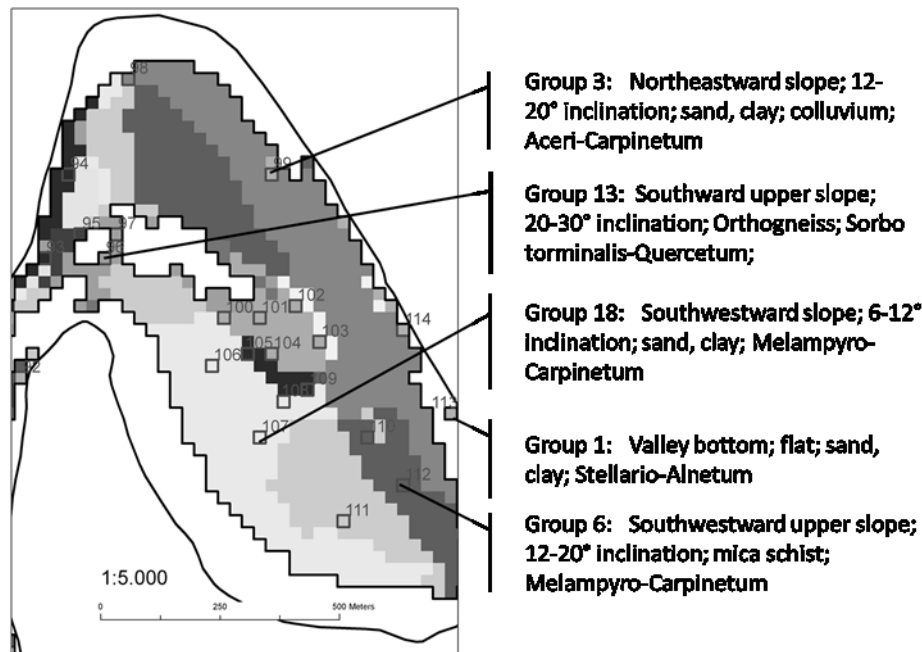 98
Group 3: Northeastward slope; 12-
20° inclination; sand, clay; colluvium;
Aceri-Carpinetum
94
99
Group 13: Southward upper slope;
20-30° inclination; Orthogneiss; Sorbo
torminalis-Quercetum;
95
97
93
96
Group 18: Southwestward slope; 6-12°
inclination; sand, clay; Melampyro-
Carpinetum
100
101
102
103
114
105
104
106
92
109
108
113
107
110
Group 1: Valley bottom; flat; sand,
clay; Stellario-Alnetum
112
111
Group 6: Southwestward upper slope;
12-20° inclination; mica schist;
Melampyro-Carpinetum
1:5.000
0 250 500 Meters